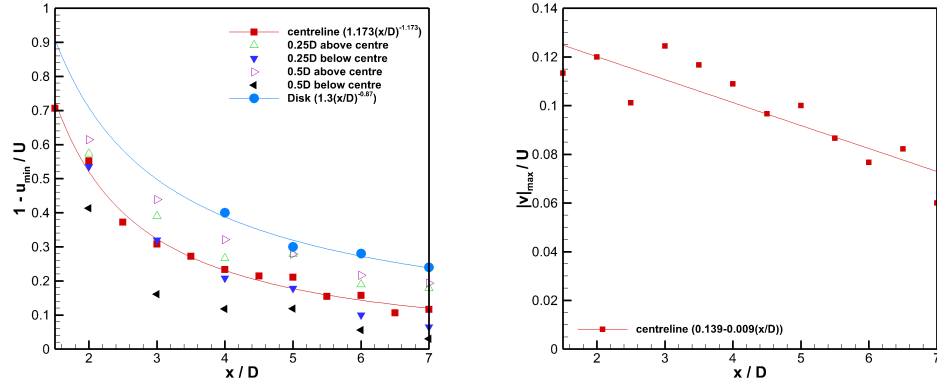 1
0.9
0.8
0.7
0.6
0.5
0.4
0.3
0.2
0.1
0
2
3
4
5
6
7
x / D
1 - u_min / U
centreline (1.173(x/D)^-1.173)
0.25D above centre
0.25D below centre
0.5D above centre
0.5D below centre
Disk (1.3(x/D)^-0.67)
0.14
0.12
0.1
0.08
0.06
0.04
0.02
0
2
3
4
5
6
7
x / D
|v|_max/U
centreline (0.139-0.009(x/D))